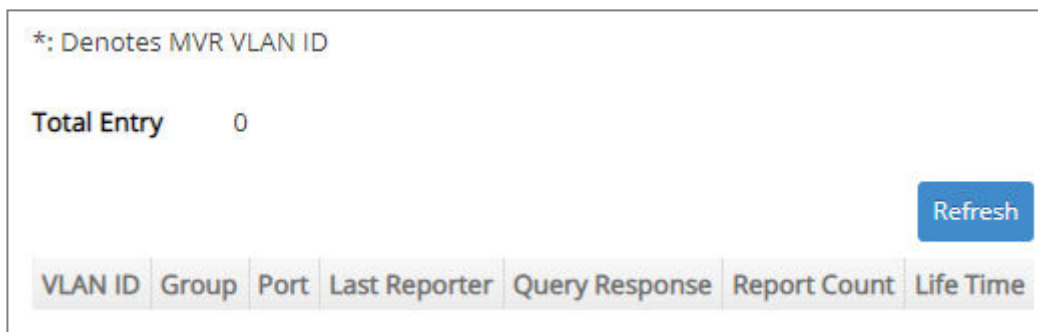 *: Denotes MVR VLAN ID
Total Entry 0
Refresh
VLAN ID Group Port Last Reporter Query Response Report Count Life Time